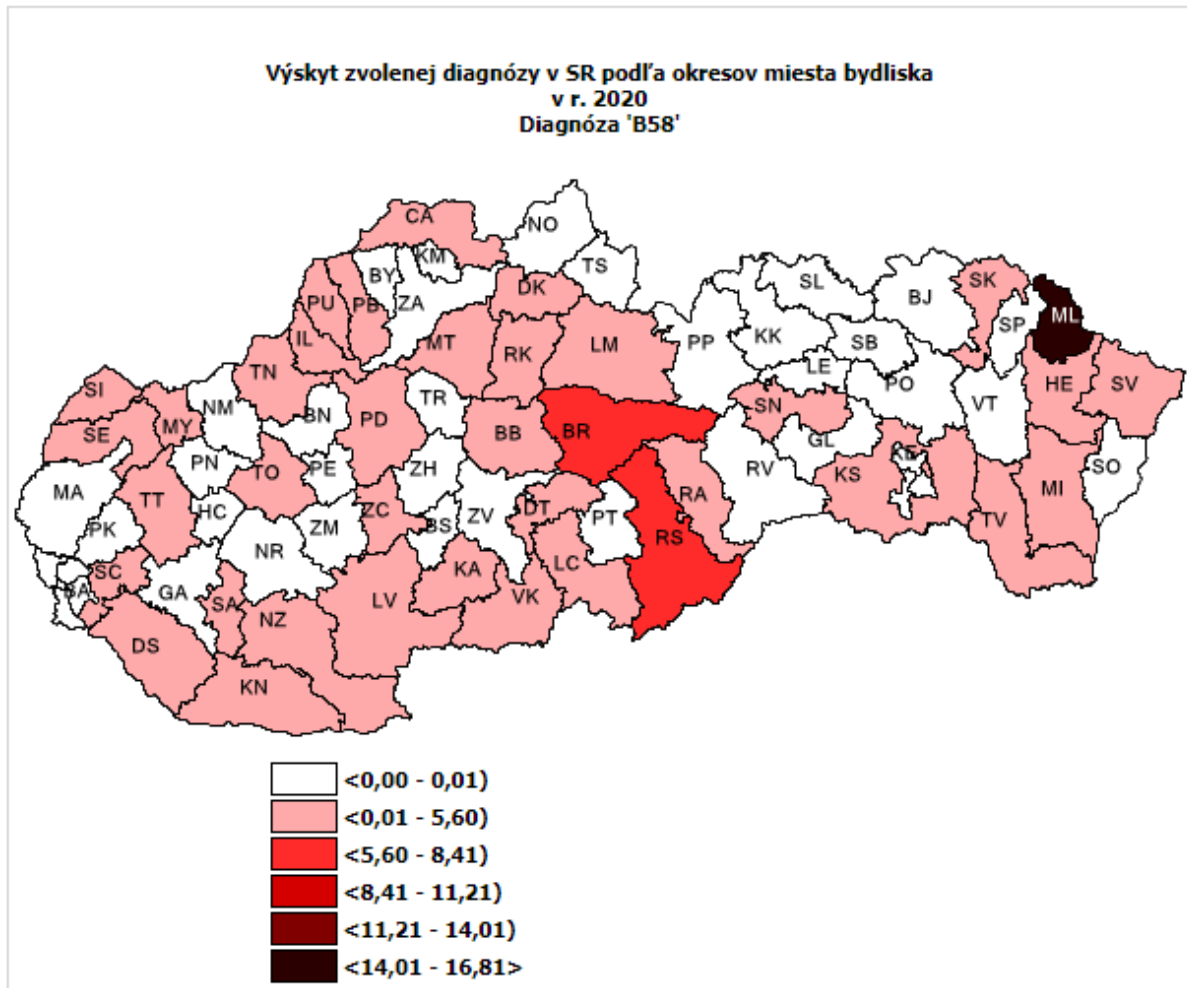 Výskyt zvolenej diagnózy v SR podľa okresov miesta bydliska
v r. 2020
Diagnóza 'B58'
CA
NO
KM
BY
TS
ZA
PU
PB
DK
SL
BJ
SK
SP
ML
IL
MT
RK
LM
PP
KK
SB
TN
LE
PO
HE
SV
SI
NM
BN
PD
TR
BB
BR
SN
VT
MY
SE
GL
KE
PN
TO
PE
ZH
RV
SO
MA
TT
HC
ZM
ZC
BS
ZV
DT
PT
RA
KS
MI
PK
NR
RS
TV
SC
BA
GA
SA
NZ
LV
KA
VK
LC
DS
KN
<0,00 - 0,01)
<0,01 - 5,60)
<5,60 - 8,41)
<8,41 - 11,21)
<11,21 - 14,01)
<14,01 - 16,81>